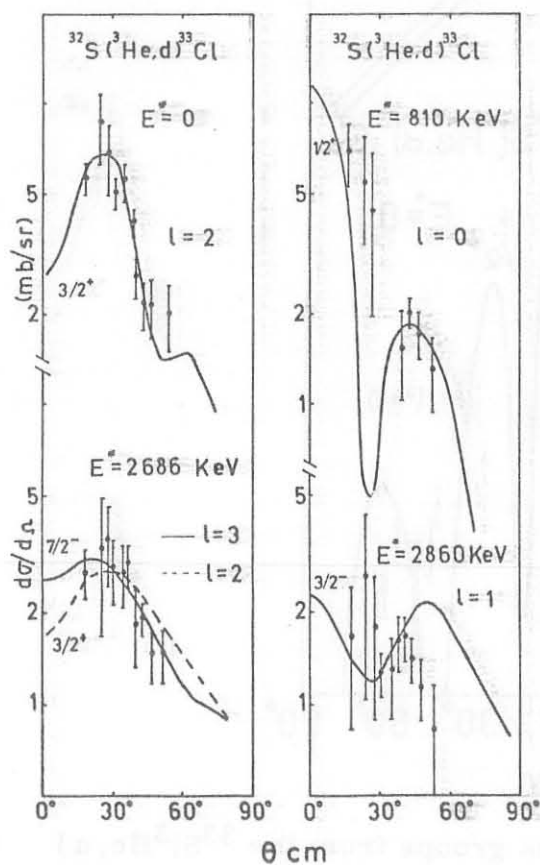 ³²S(³He,d)³³Cl
E*=0
l=2
3/2⁺
5
2
dσ/dΩ (mb/sr)
E*=2686 KeV
7/2⁻
3/2⁺
l=3
l=2
5
2
1
0° 30° 60° 90°
³²S(³He,d)³³Cl
E*=810 KeV
1/2⁺
l=0
5
2
1
E*=2860KeV
3/2⁻
l=1
5
2
1
0° 30° 60° 90°
θ cm